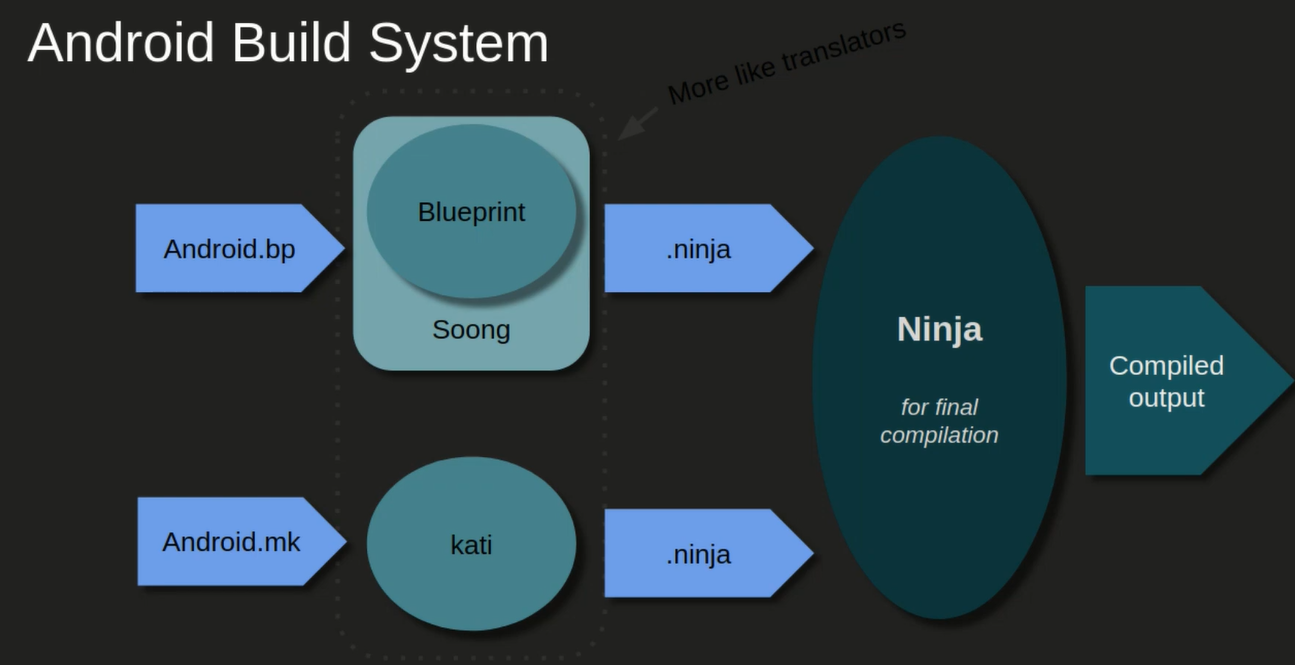 Android Build System
More like translators
Blueprint
Android.bp
.ninja
Soong
Ninja
for final
compilation
Compiled
output
Android.mk
kati
.ninja